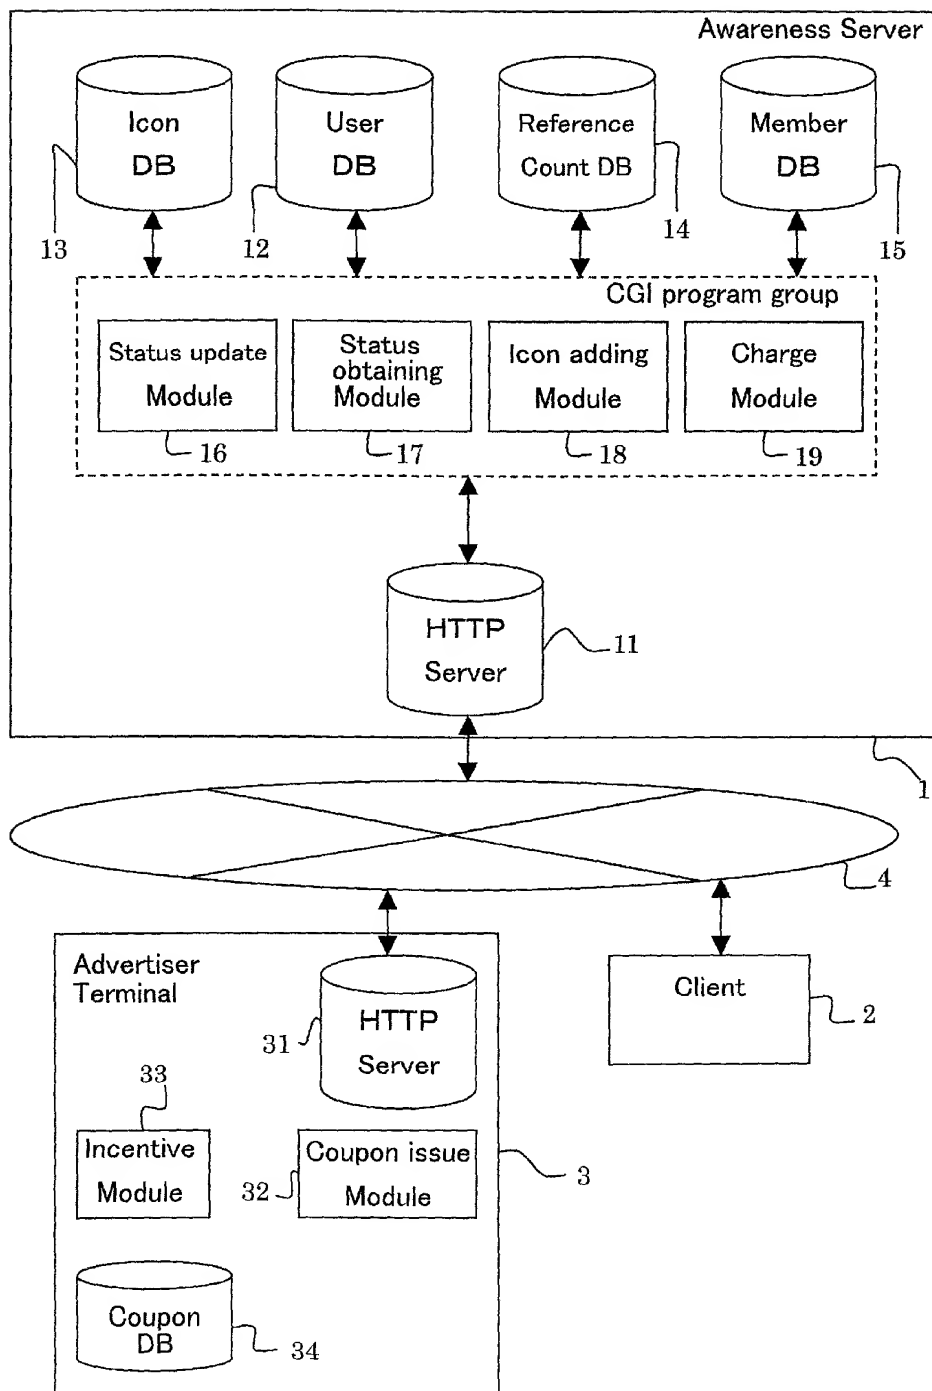 Awareness Server
Icon
DB
User
DB
Reference
Count DB
Member
DB
13
12
14
15
CGI program group
Status update
Module
Status
obtaining
Module
Icon adding
Module
Charge
Module
16
17
18
19
HTTP
Server
11
1
4
Advertiser
Terminal
HTTP
Server
31
Client
2
33
Incentive
Module
Coupon issue
Module
32
3
Coupon
DB
34